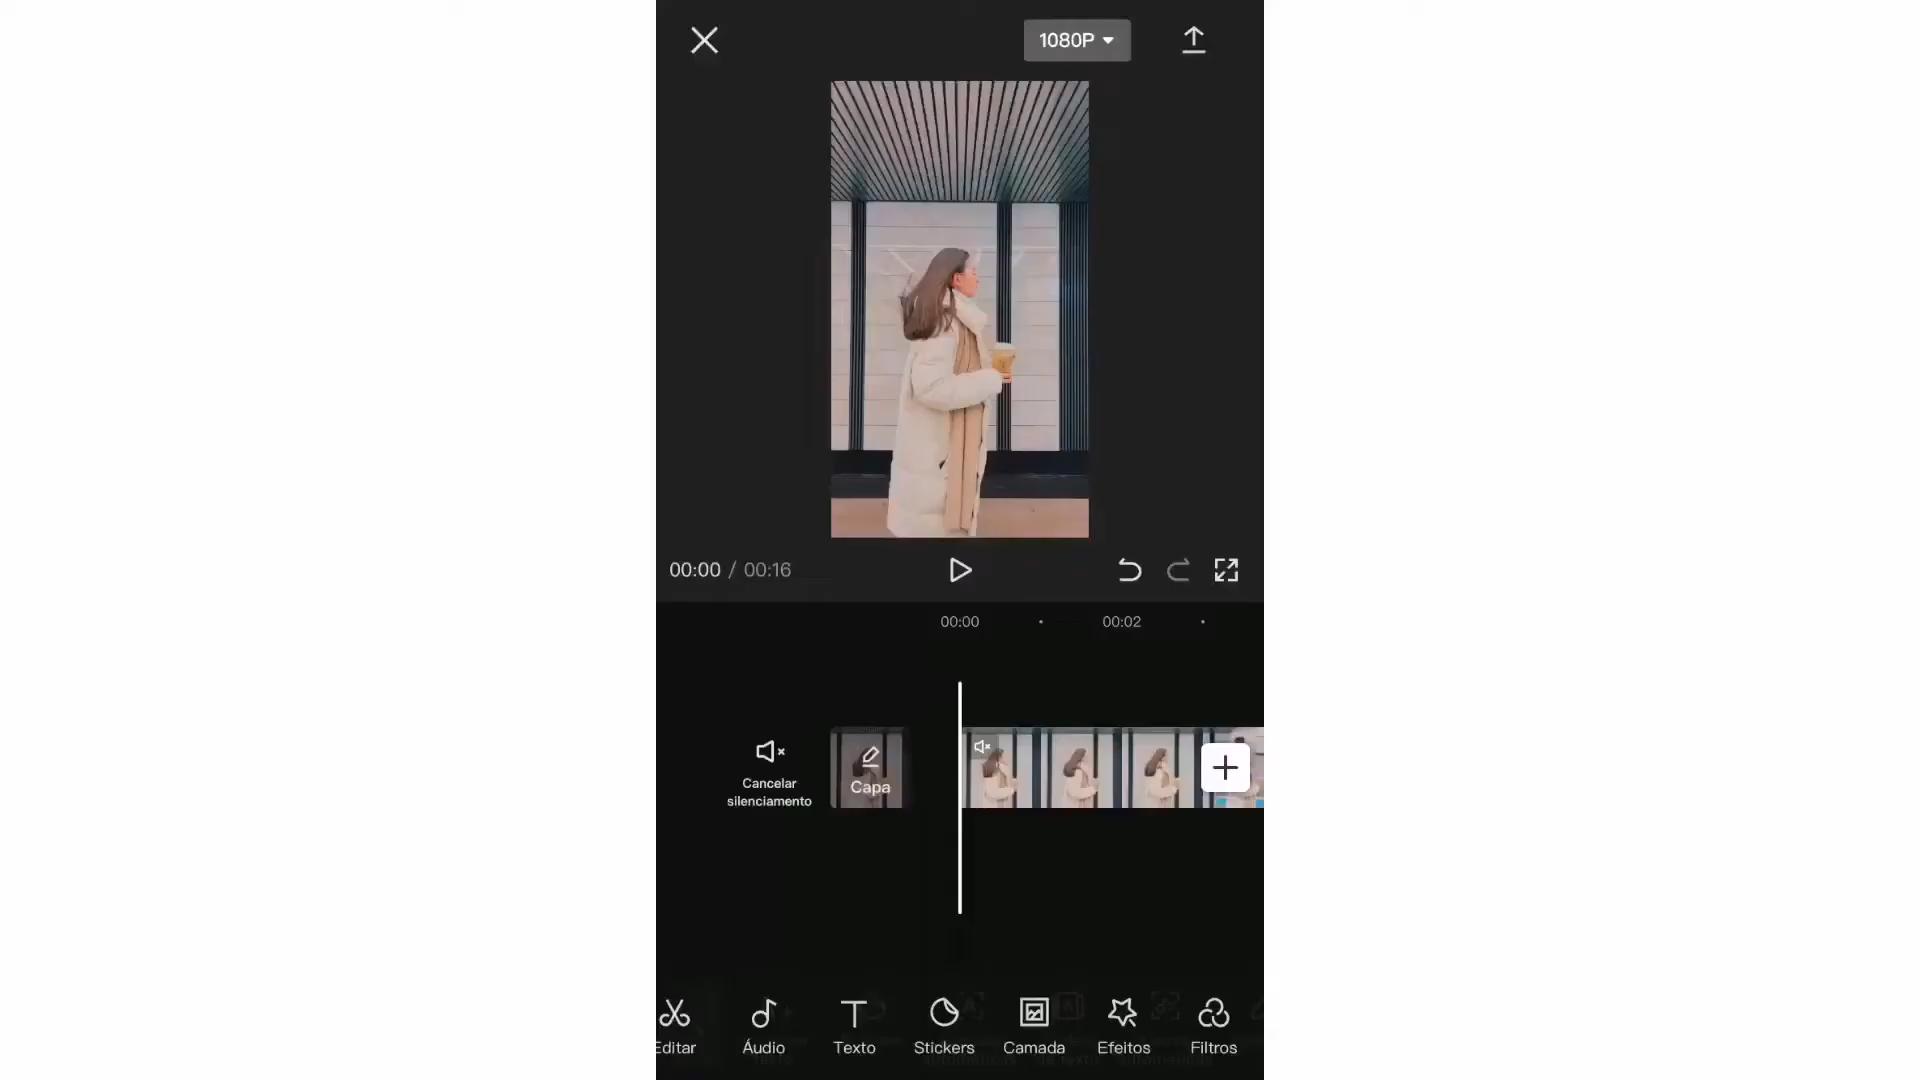 1080P
00:00 / 00:16
00:00
00:02
Cancelar
silenciamento
Capa
Editar
Áudio
Texto
Stickers
Camada
Efeitos
Filtros